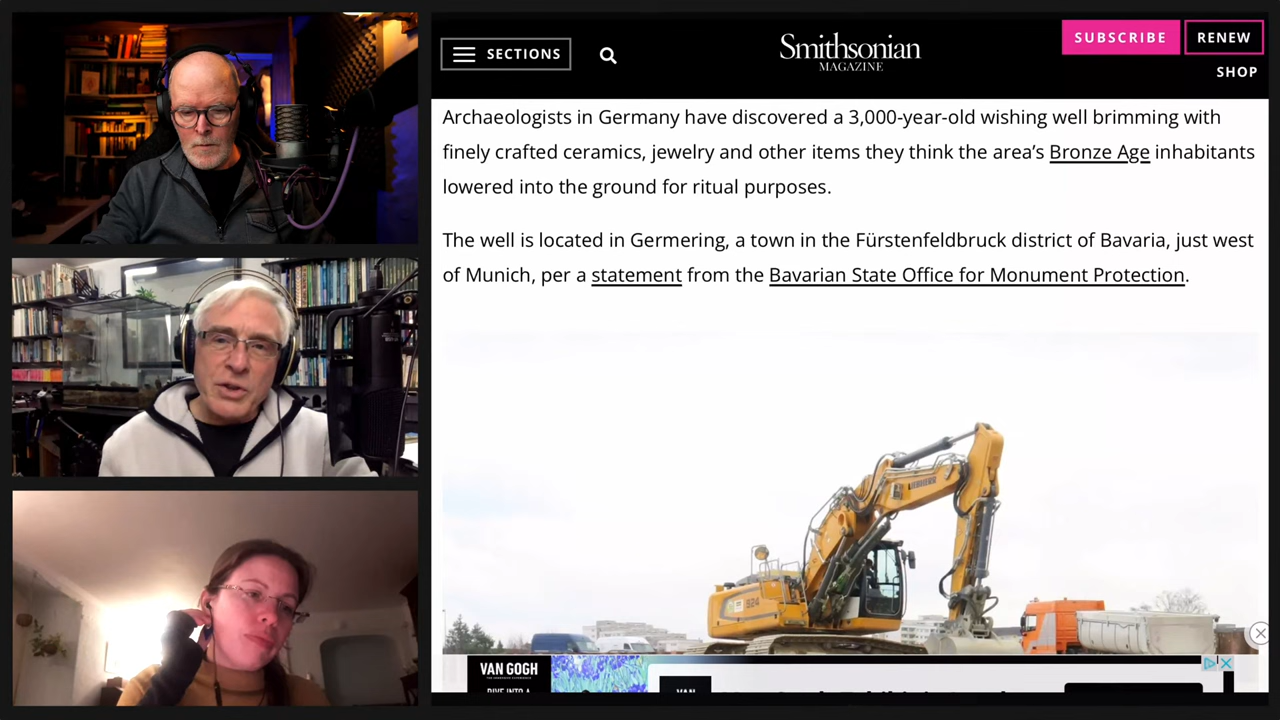 SECTIONS
Smithsonian
MAGAZINE
SUBSCRIBE
RENEW
SHOP
Archaeologists in Germany have discovered a 3,000-year-old wishing well brimming with
finely crafted ceramics, jewelry and other items they think the area’s Bronze Age inhabitants
lowered into the ground for ritual purposes.
The well is located in Germering, a town in the Fürstenfeldbruck district of Bavaria, just west
of Munich, per a statement from the Bavarian State Office for Monument Protection.
LIEBHERR
924
VAN GOGH